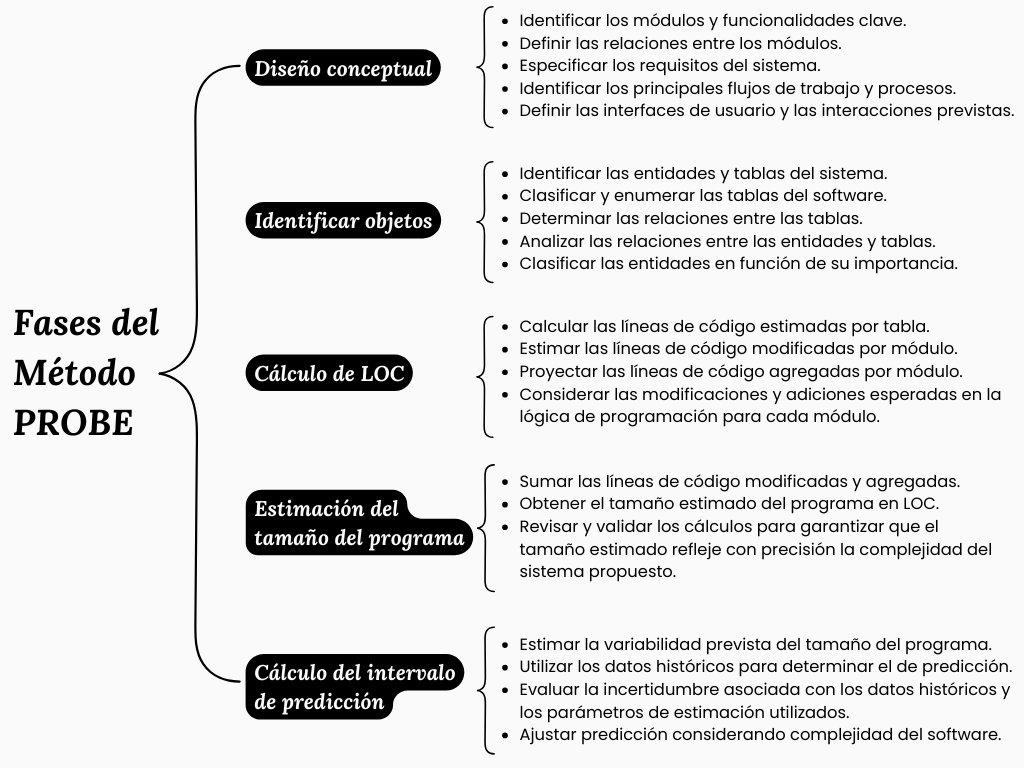 Fases del
Método
PROBE
Diseño conceptual
• Identificar los módulos y funcionalidades clave.
• Definir las relaciones entre los módulos.
• Especificar los requisitos del sistema.
• Identificar los principales flujos de trabajo y procesos.
• Definir las interfaces de usuario y las interacciones previstas.
Identificar objetos
• Identificar las entidades y tablas del sistema.
• Clasificar y enumerar las tablas del software.
• Determinar las relaciones entre las tablas.
• Analizar las relaciones entre las entidades y tablas.
• Clasificar las entidades en función de su importancia.
Cálculo de LOC
• Calcular las líneas de código estimadas por tabla.
• Estimar las líneas de código modificadas por módulo.
• Proyectar las líneas de código agregadas por módulo.
• Considerar las modificaciones y adiciones esperadas en la
lógica de programación para cada módulo.
Estimación del
tamaño del programa
• Sumar las líneas de código modificadas y agregadas.
• Obtener el tamaño estimado del programa en LOC.
• Revisar y validar los cálculos para garantizar que el
tamaño estimado refleje con precisión la complejidad del
sistema propuesto.
Cálculo del intervalo
de predicción
• Estimar la variabilidad prevista del tamaño del programa.
• Utilizar los datos históricos para determinar el de predicción.
• Evaluar la incertidumbre asociada con los datos históricos y
los parámetros de estimación utilizados.
• Ajustar predicción considerando complejidad del software.